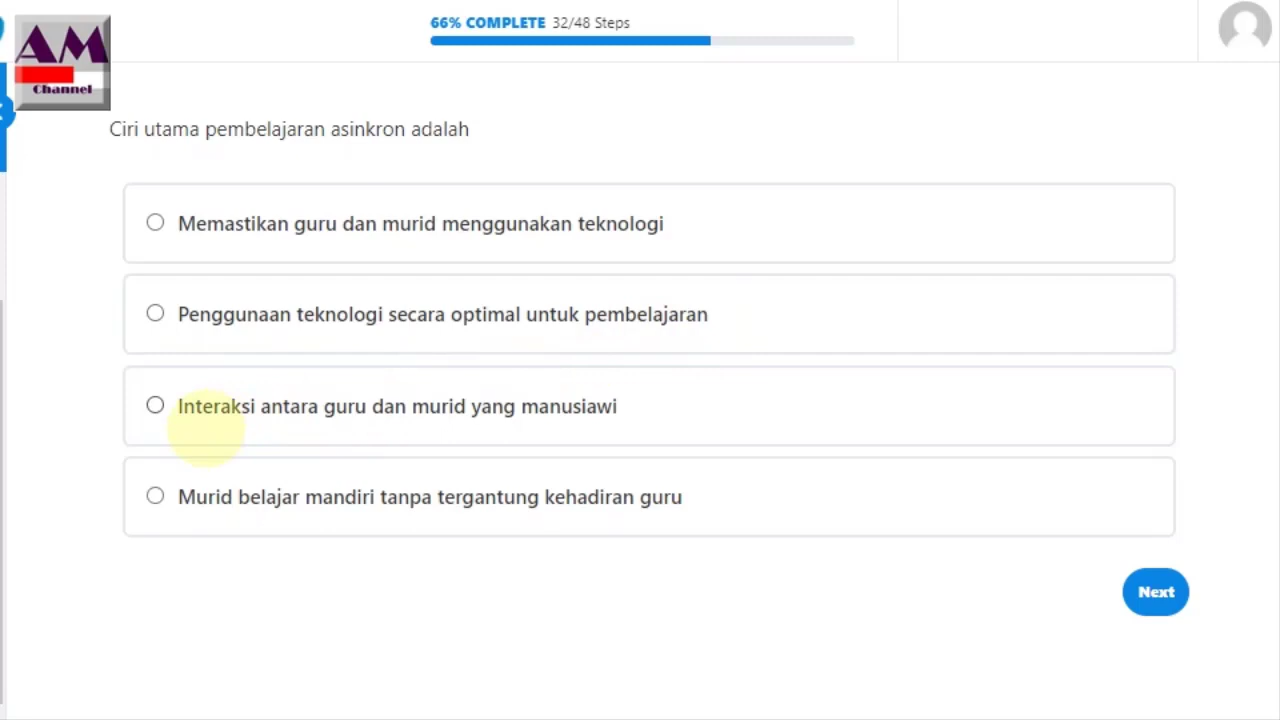 66% COMPLETE 32/48 Steps
AM
Channel
Ciri utama pembelajaran asinkron adalah
Memastikan guru dan murid menggunakan teknologi
Penggunaan teknologi secara optimal untuk pembelajaran
Interaksi antara guru dan murid yang manusiawi
Murid belajar mandiri tanpa tergantung kehadiran guru
Next